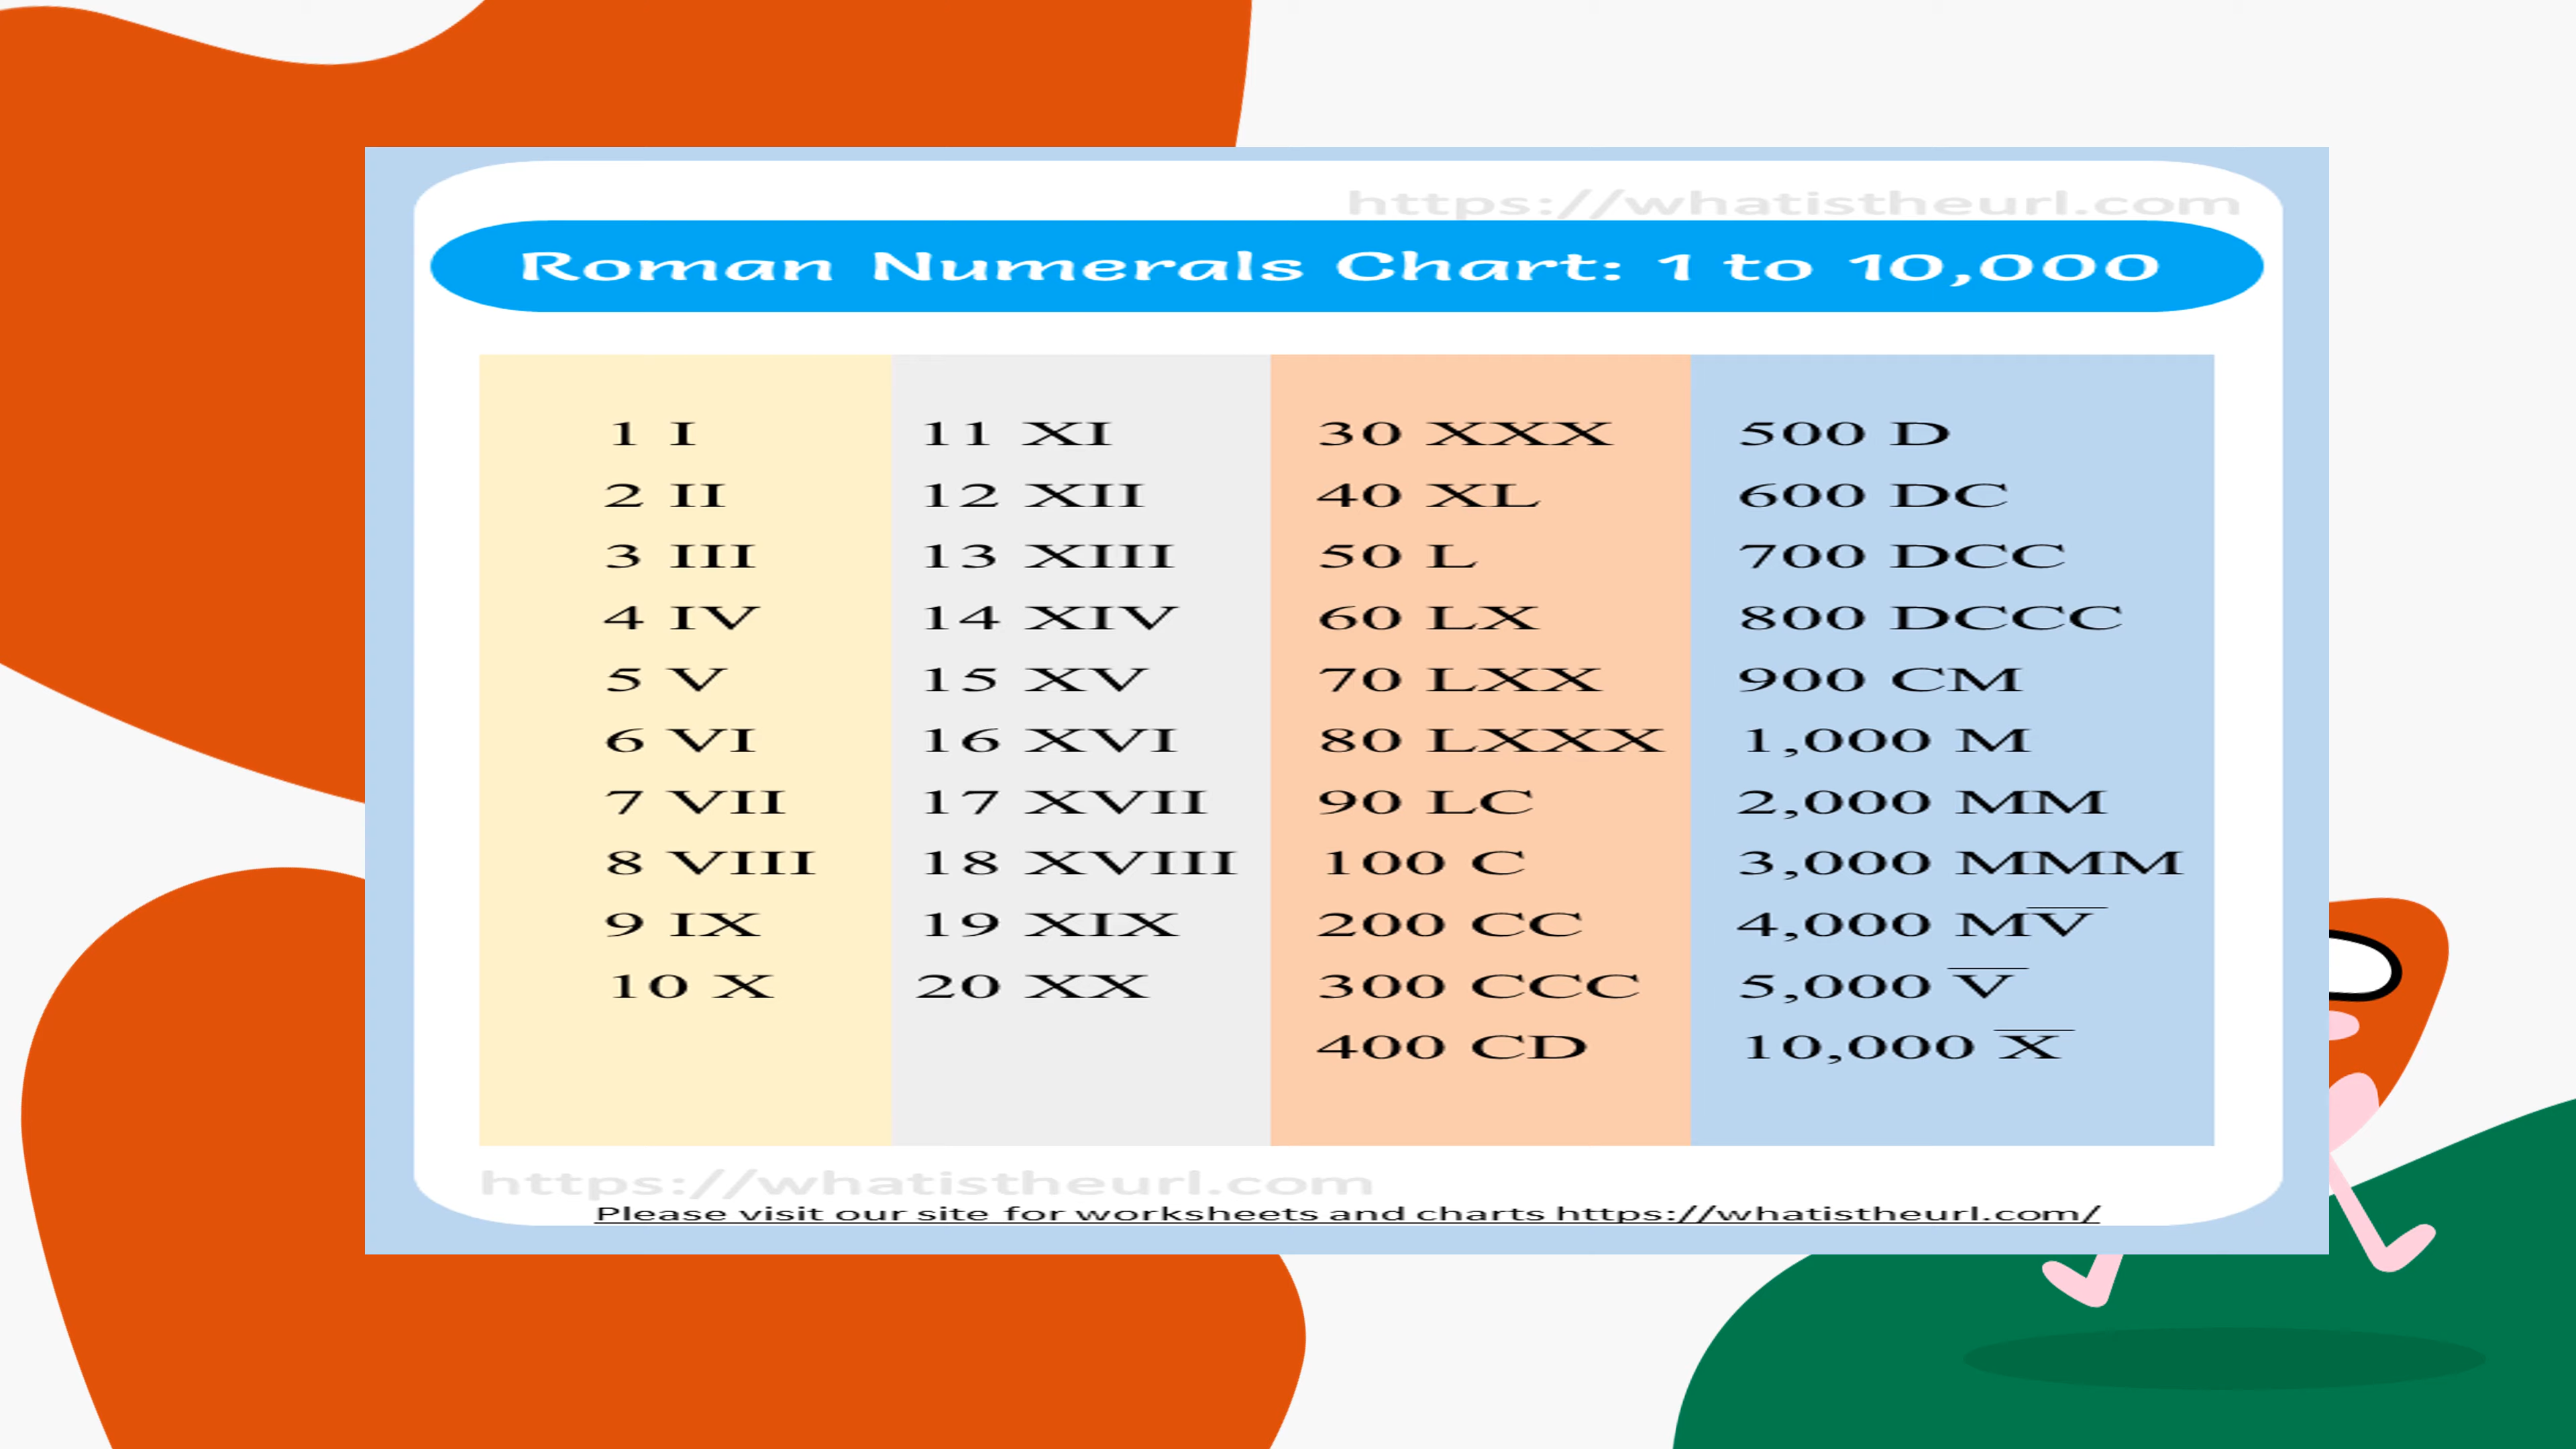 https://whatistheurl.com
Roman Numerals Chart: 1 to 10,000
1 I
2 II
3 III
4 IV
5 V
6 VI
7 VII
8 VIII
9 IX
10 X
11 XI
12 XII
13 XIII
14 XIV
15 XV
16 XVI
17 XVII
18 XVIII
19 XIX
20 XX
30 XXX
40 XL
50 L
60 LX
70 LXX
80 LXXX
90 LC
100 C
200 CC
300 CCC
400 CD
500 D
600 DC
700 DCC
800 DCCC
900 CM
1,000 M
2,000 MM
3,000 MMM
4,000 MV̅
5,000 V̅
10,000 X̅
https://whatistheurl.com
Please visit our site for worksheets and charts https://whatistheurl.com/